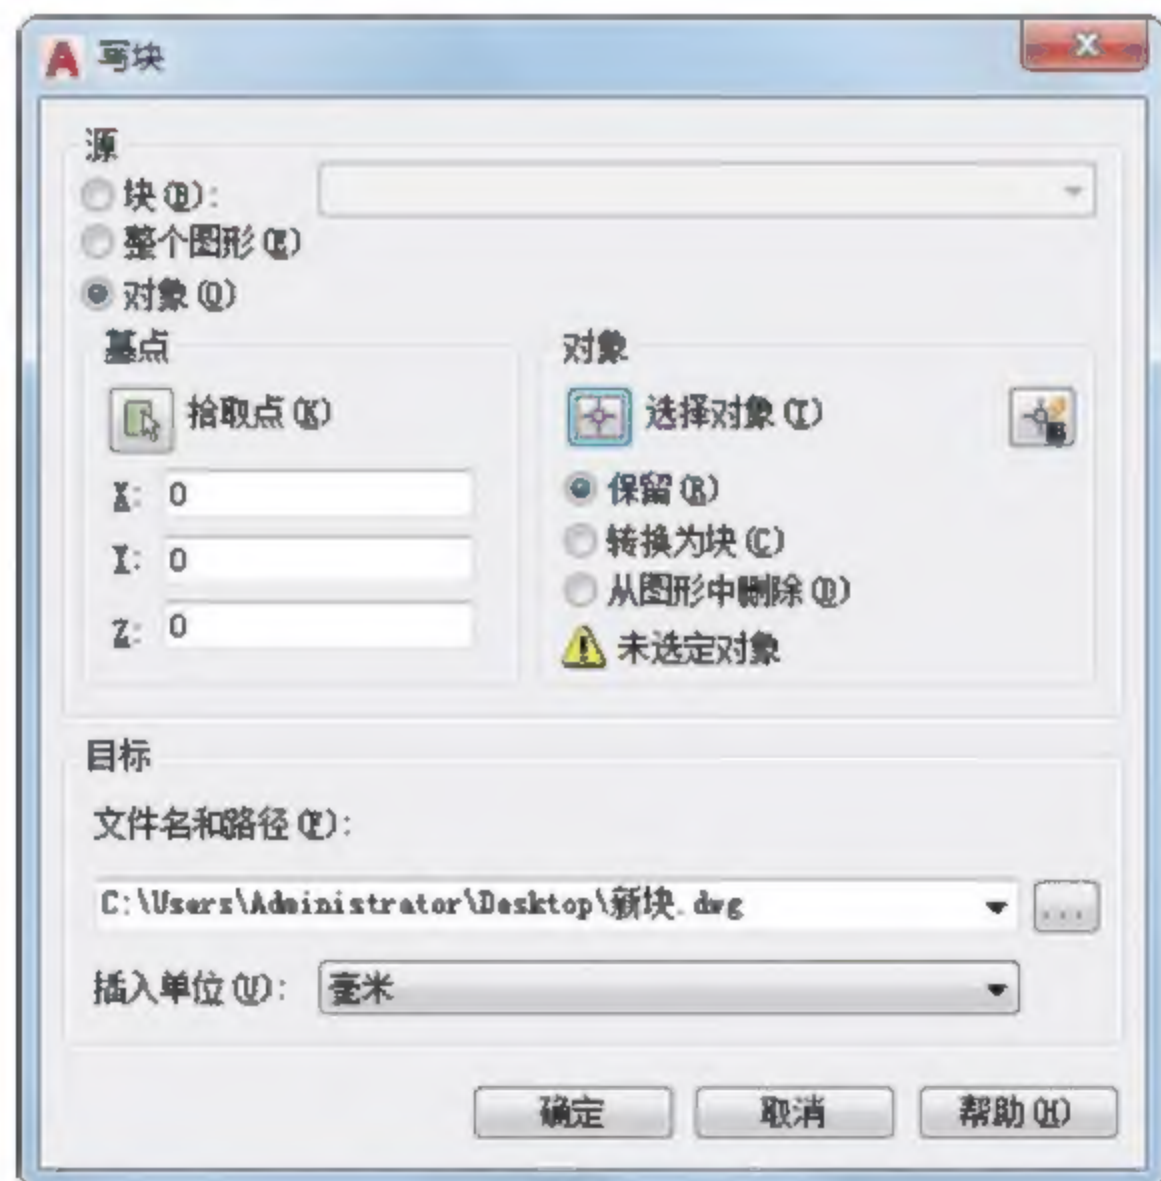 写块
源
块(B):
整个图形(E)
对象(O)
基点
拾取点(K)
X: 0
Y: 0
Z: 0
对象
选择对象(T)
保留(R)
转换为块(C)
从图形中删除(D)
未选定对象
目标
文件名和路径(F):
C:\Users\Administrator\Desktop\新块.dwg
...
插入单位(U): 毫米
确定 取消 帮助(H)